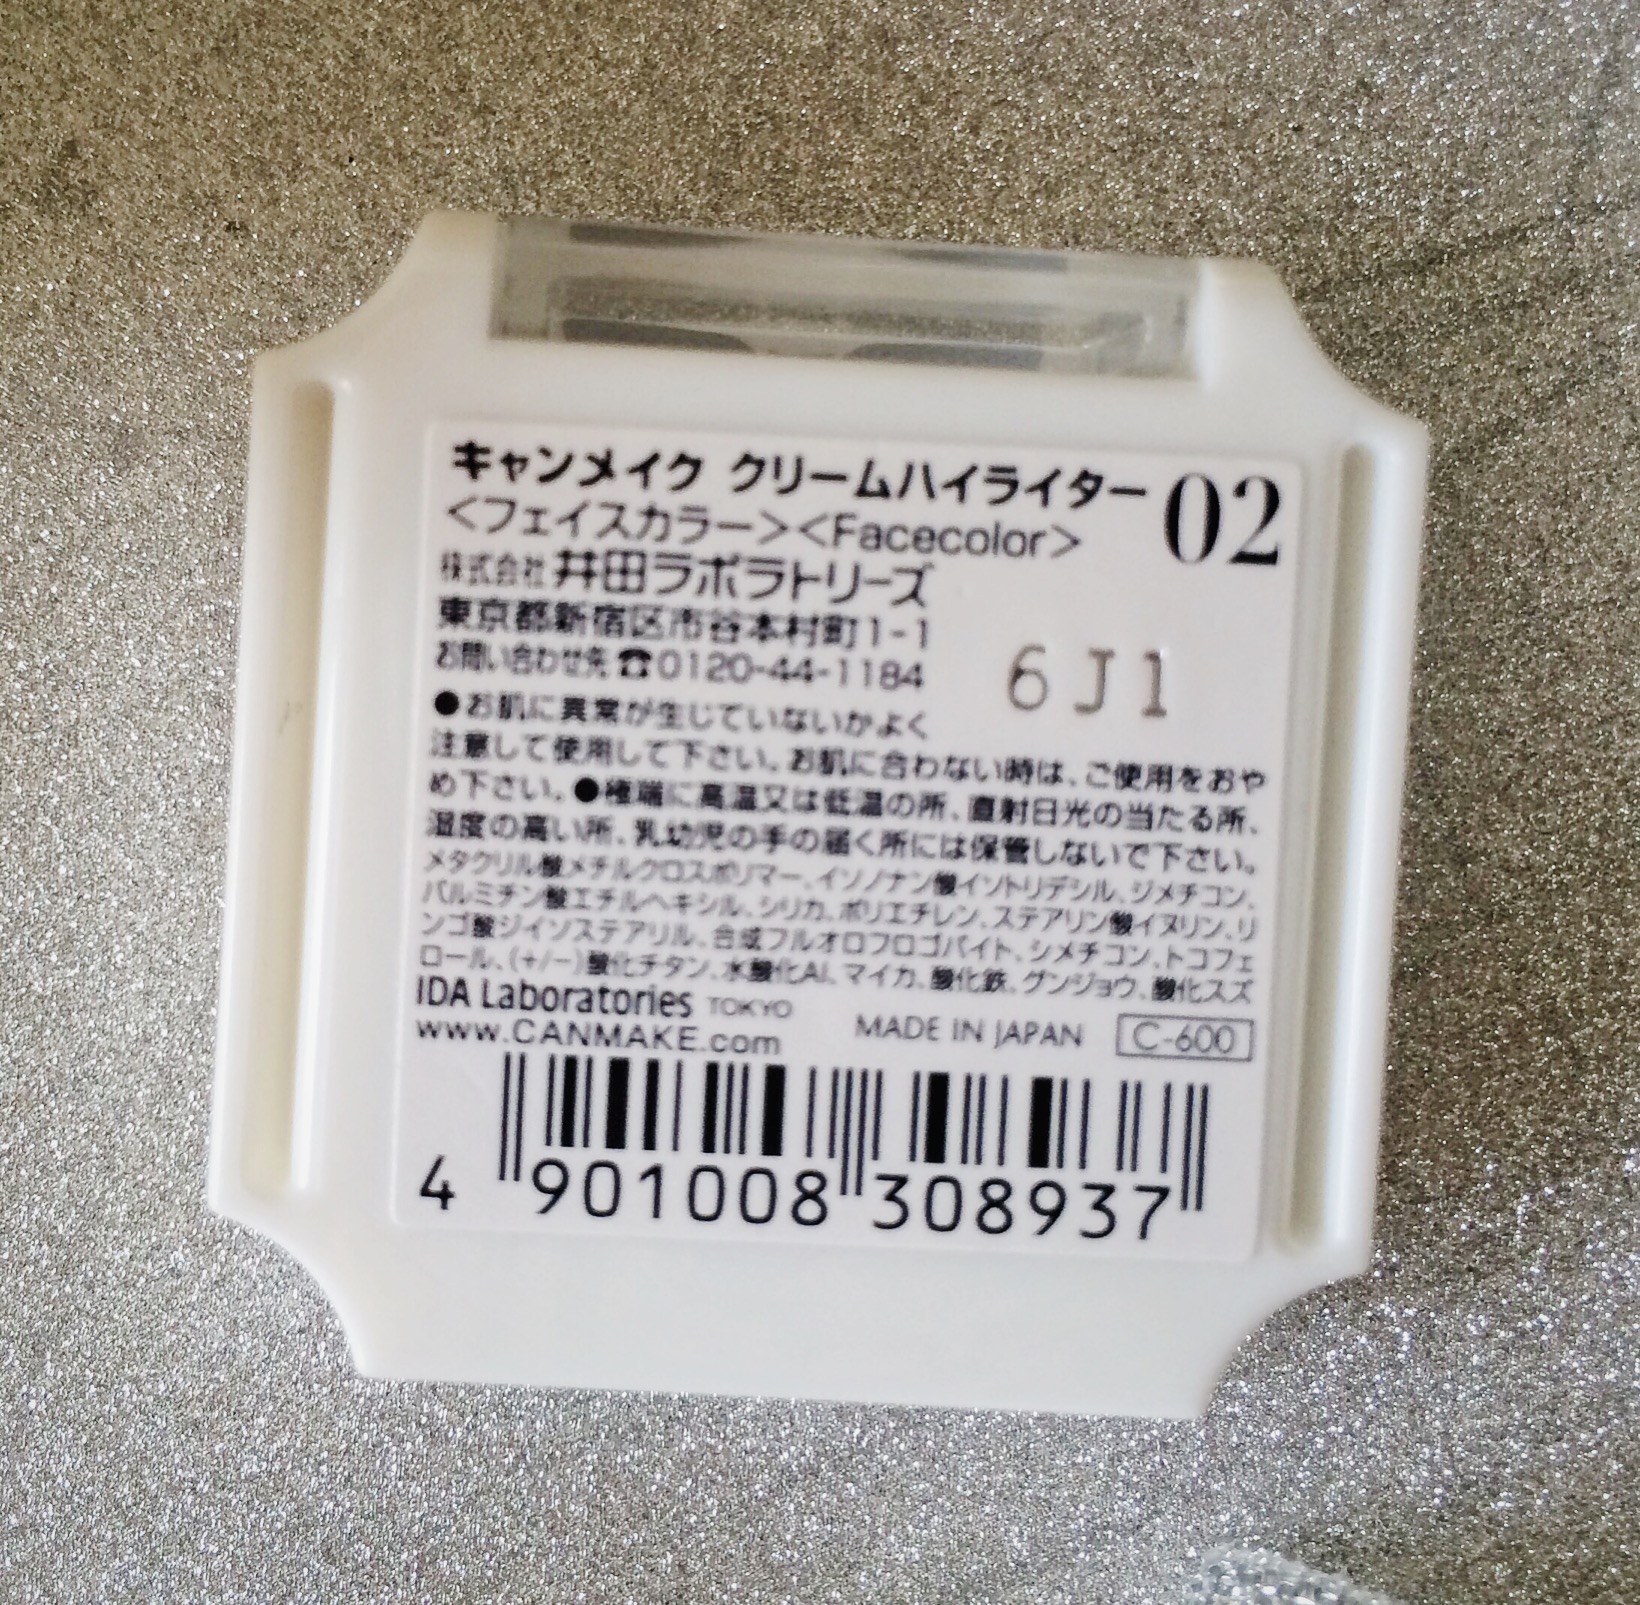 キャンメイク クリームハイライター 02
<フェイスカラー><Facecolor>
株式会社 井田ラボラトリーズ
東京都新宿区市谷本村町1-1
お問い合わせ先☎0120-44-1184
6J1
●お肌に異常が生じていないかよく
注意して使用して下さい。お肌に合わない時は、ご使用をおや
め下さい。●極端に高温又は低温の所、直射日光の当たる所、
湿度の高い所、乳幼児の手の届く所には保管しないで下さい。
メタクリル酸メチルクロスポリマー、イソノナン酸イソトリデシル、ジメチコン、
パルミチン酸エチルヘキシル、シリカ、ポリエチレン、ステアリン酸イヌリン、リ
ンゴ酸ジイソステアリル、合成フルオロフロゴパイト、シメチコン、トコフェ
ロール、(+/−)酸化チタン、水酸化Al、マイカ、酸化鉄、グンジョウ、酸化スズ
IDA Laboratories TOKYO
www.CANMAKE.com MADE IN JAPAN C-600
4 901008 308937